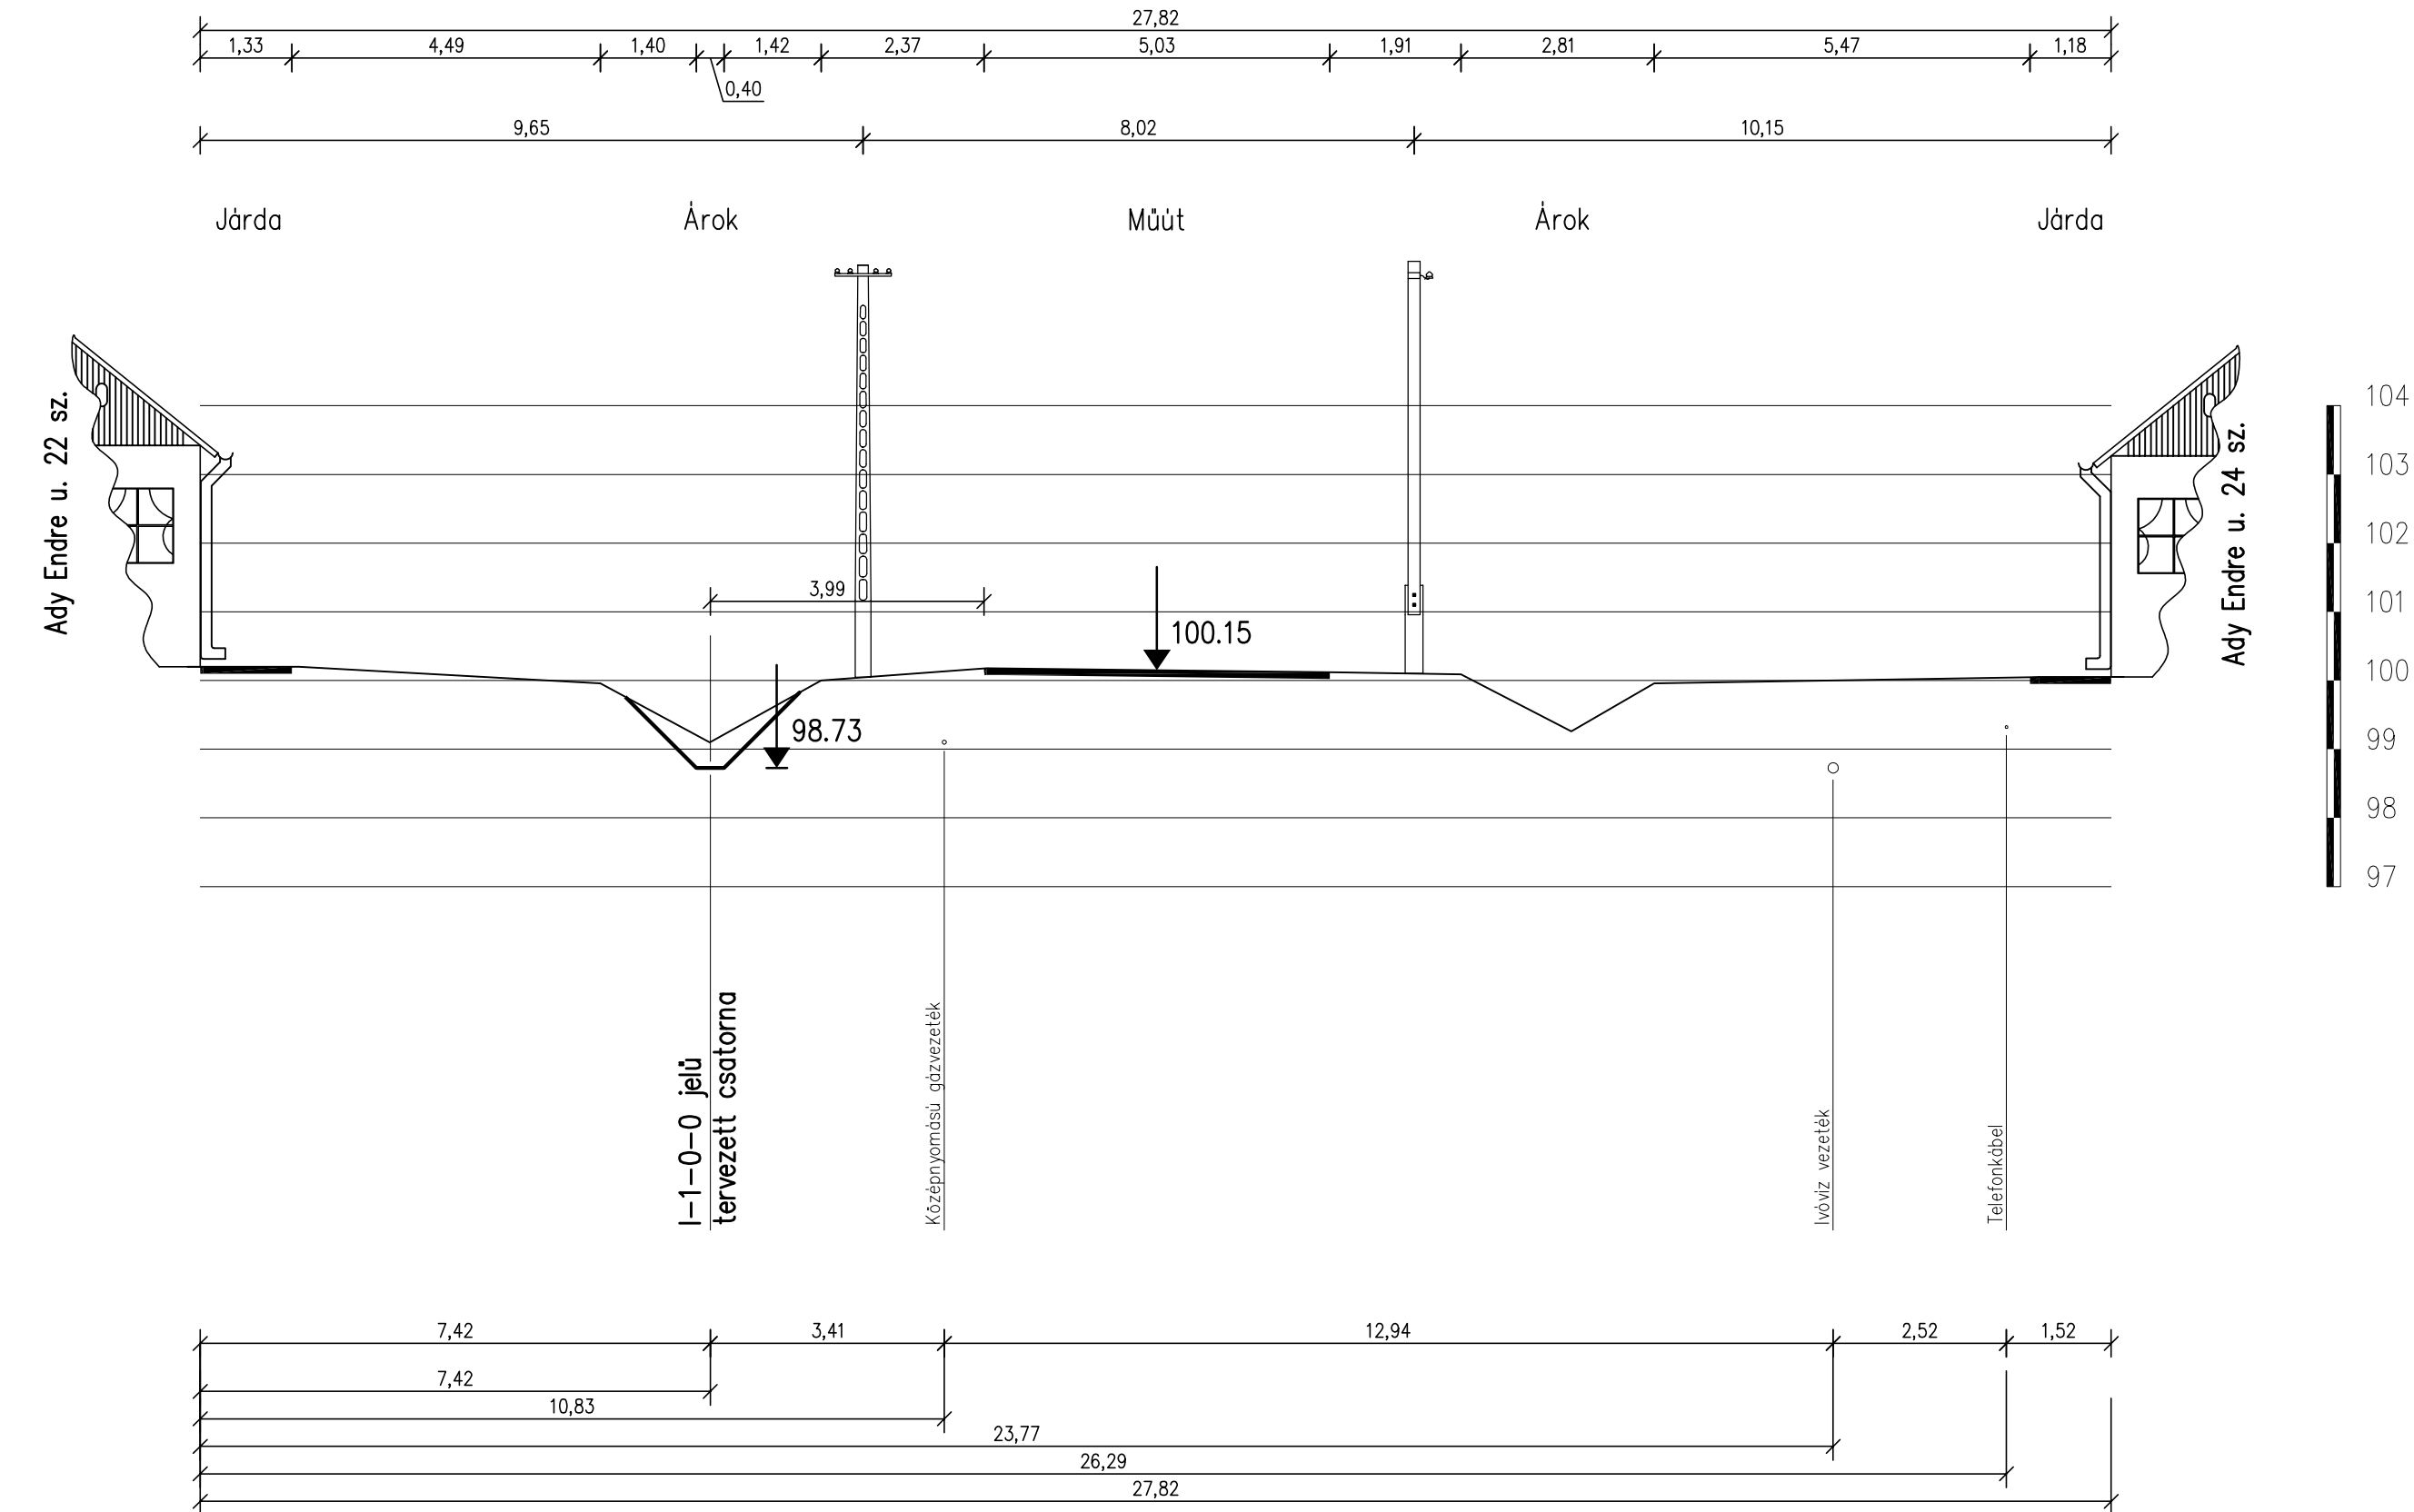 27,82
1,33 4,49 1,40 1,42 2,37 5,03 1,91 2,81 5,47 1,18
0,40
9,65 8,02 10,15
Járda Árok Műút Árok Járda
Ady Endre u. 22 sz.
Ady Endre u. 24 sz.
104
103
102
101
100
99
98
97
3,99
100.15
98.73
I-1-0-0 jelű
tervezett csatorna
Középnyomású gázvezeték
Ivóvíz vezeték
Telefonkábel
7,42 3,41 12,94 2,52 1,52
7,42
10,83
23,77
26,29
27,82